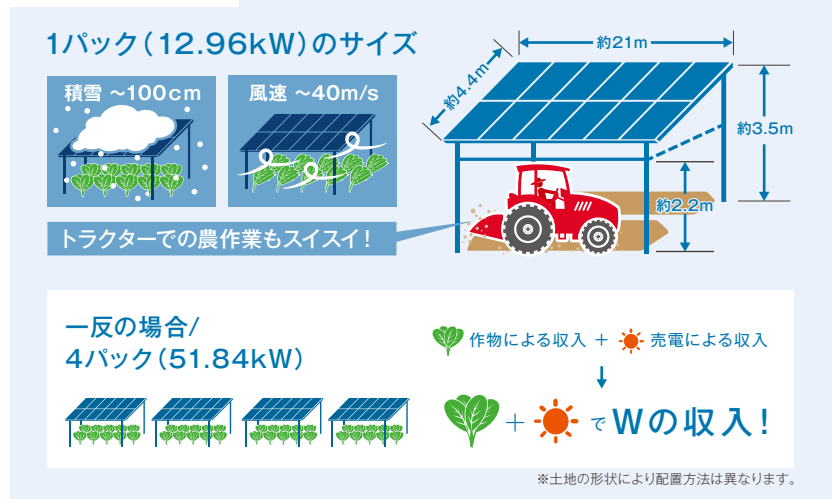 1パック(12.96kW)のサイズ
積雪 ~100cm
風速 ~40m/s
約21m
約4.4m
約3.5m
約2.2m
トラクターでの農作業もスイスイ!
一反の場合/
4パック(51.84kW)
作物による収入 + 売電による収入
+ で Wの収入!
※土地の形状により配置方法は異なります。